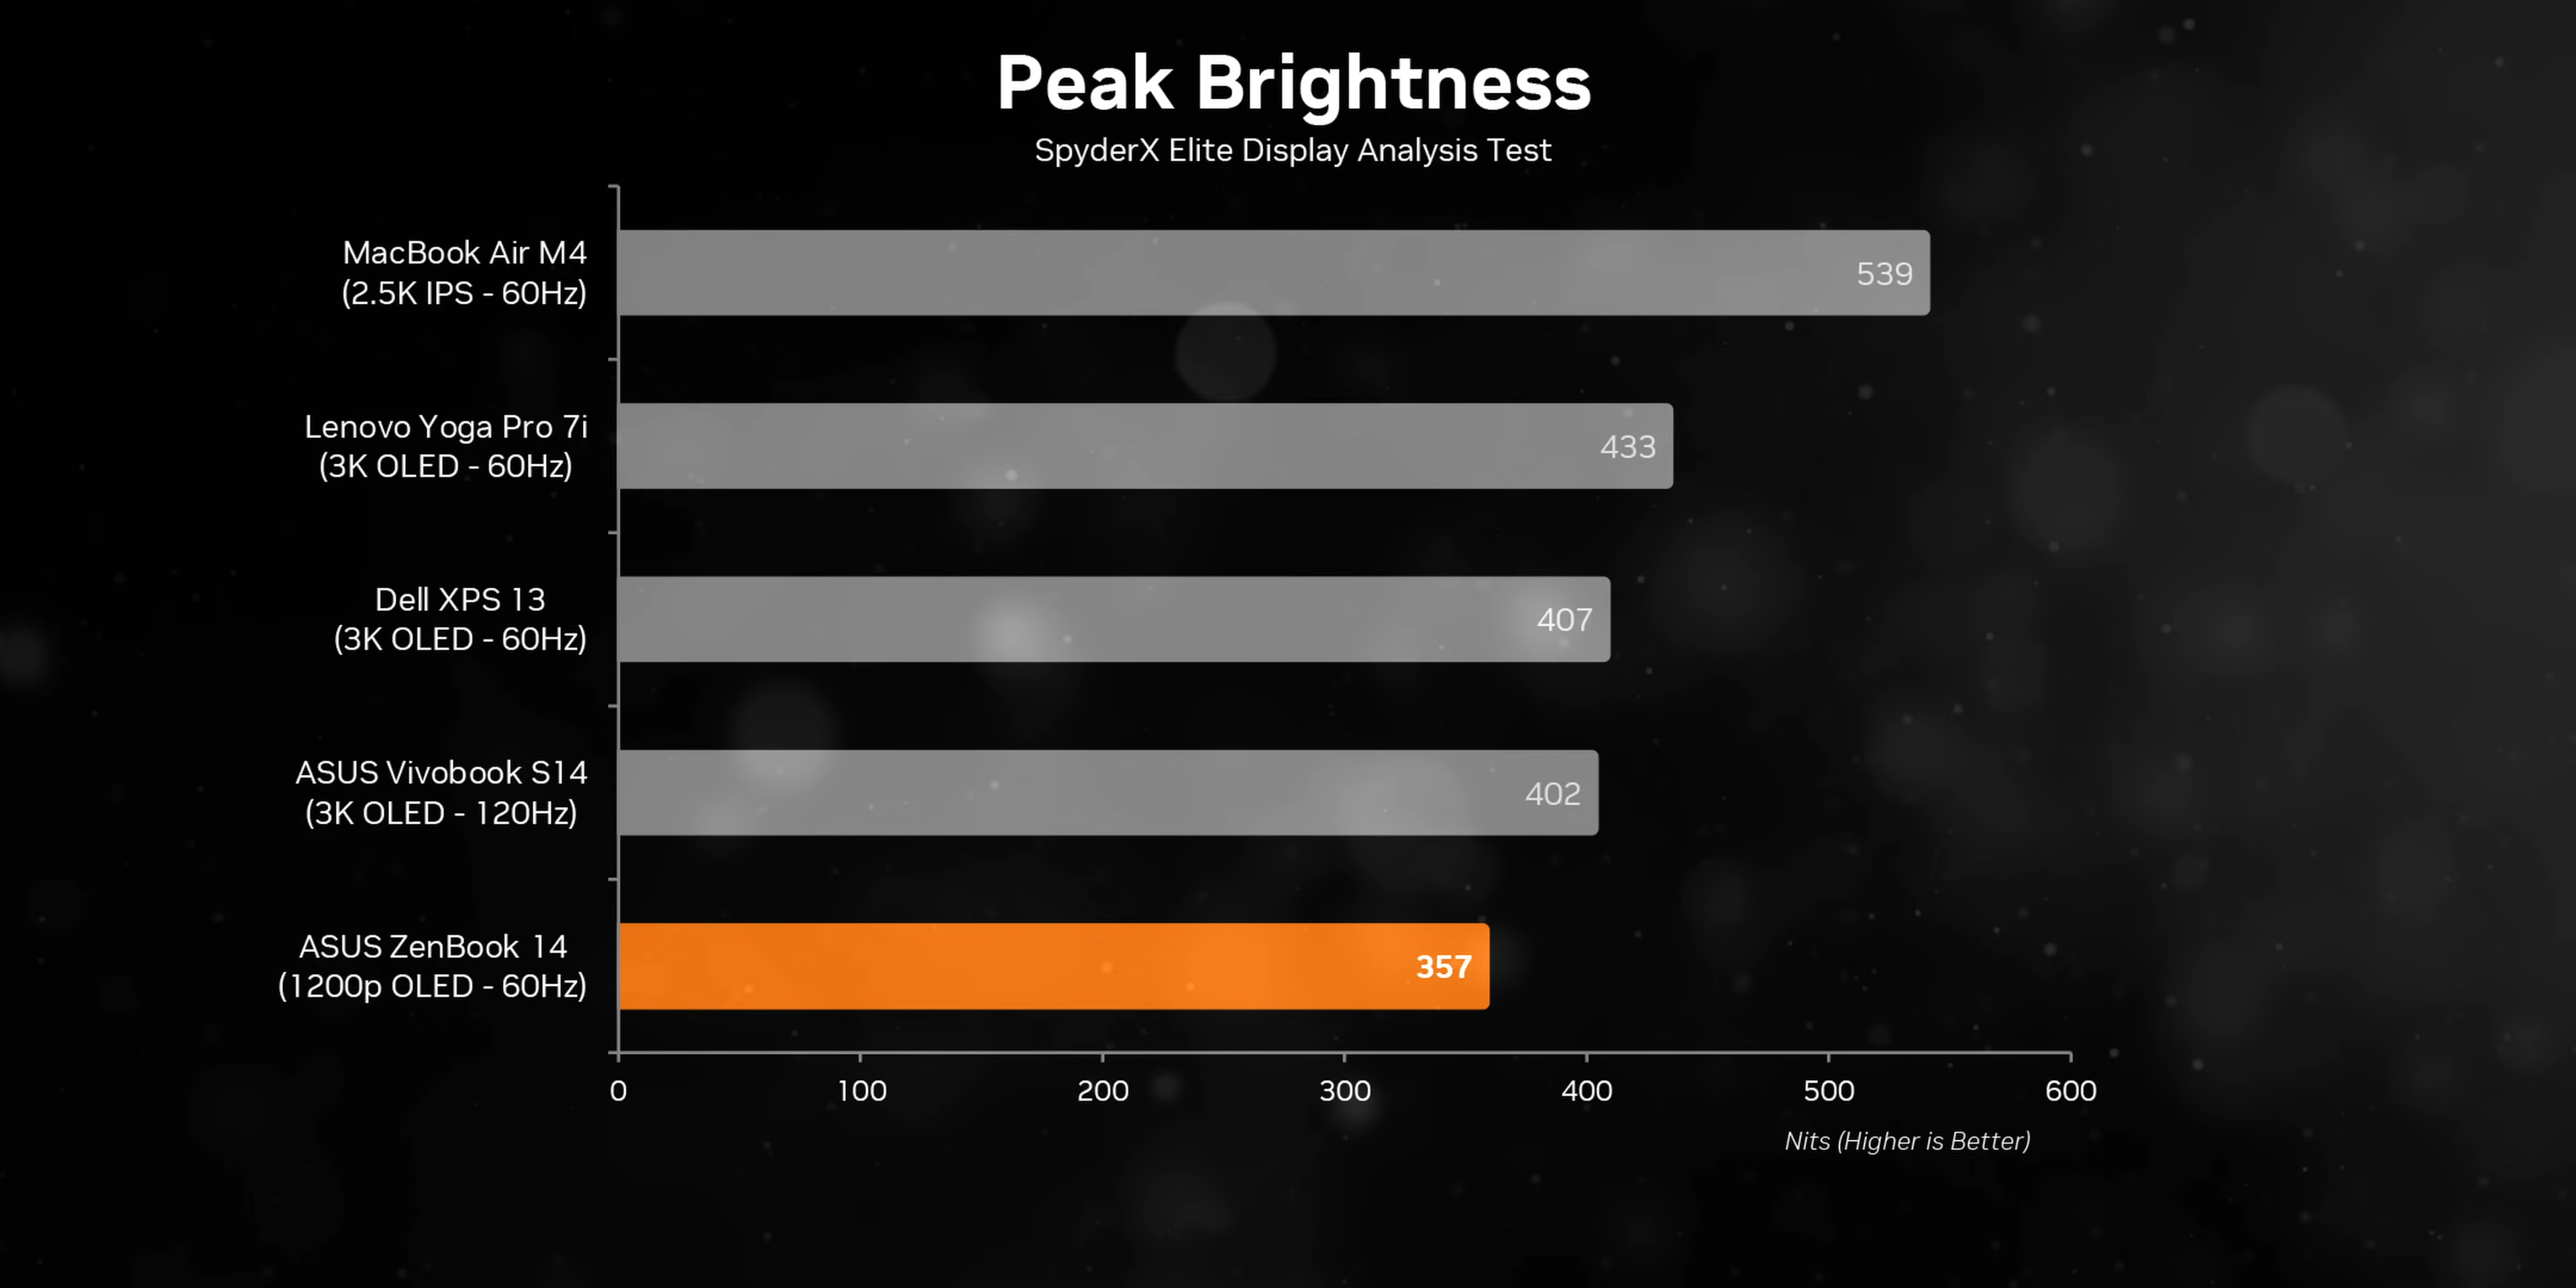 Peak Brightness
SpyderX Elite Display Analysis Test
MacBook Air M4
(2.5K IPS - 60Hz)
539
Lenovo Yoga Pro 7i
(3K OLED - 60Hz)
433
Dell XPS 13
(3K OLED - 60Hz)
407
ASUS Vivobook S14
(3K OLED - 120Hz)
402
ASUS ZenBook 14
(1200p OLED - 60Hz)
357
0 100 200 300 400 500 600
Nits (Higher is Better)